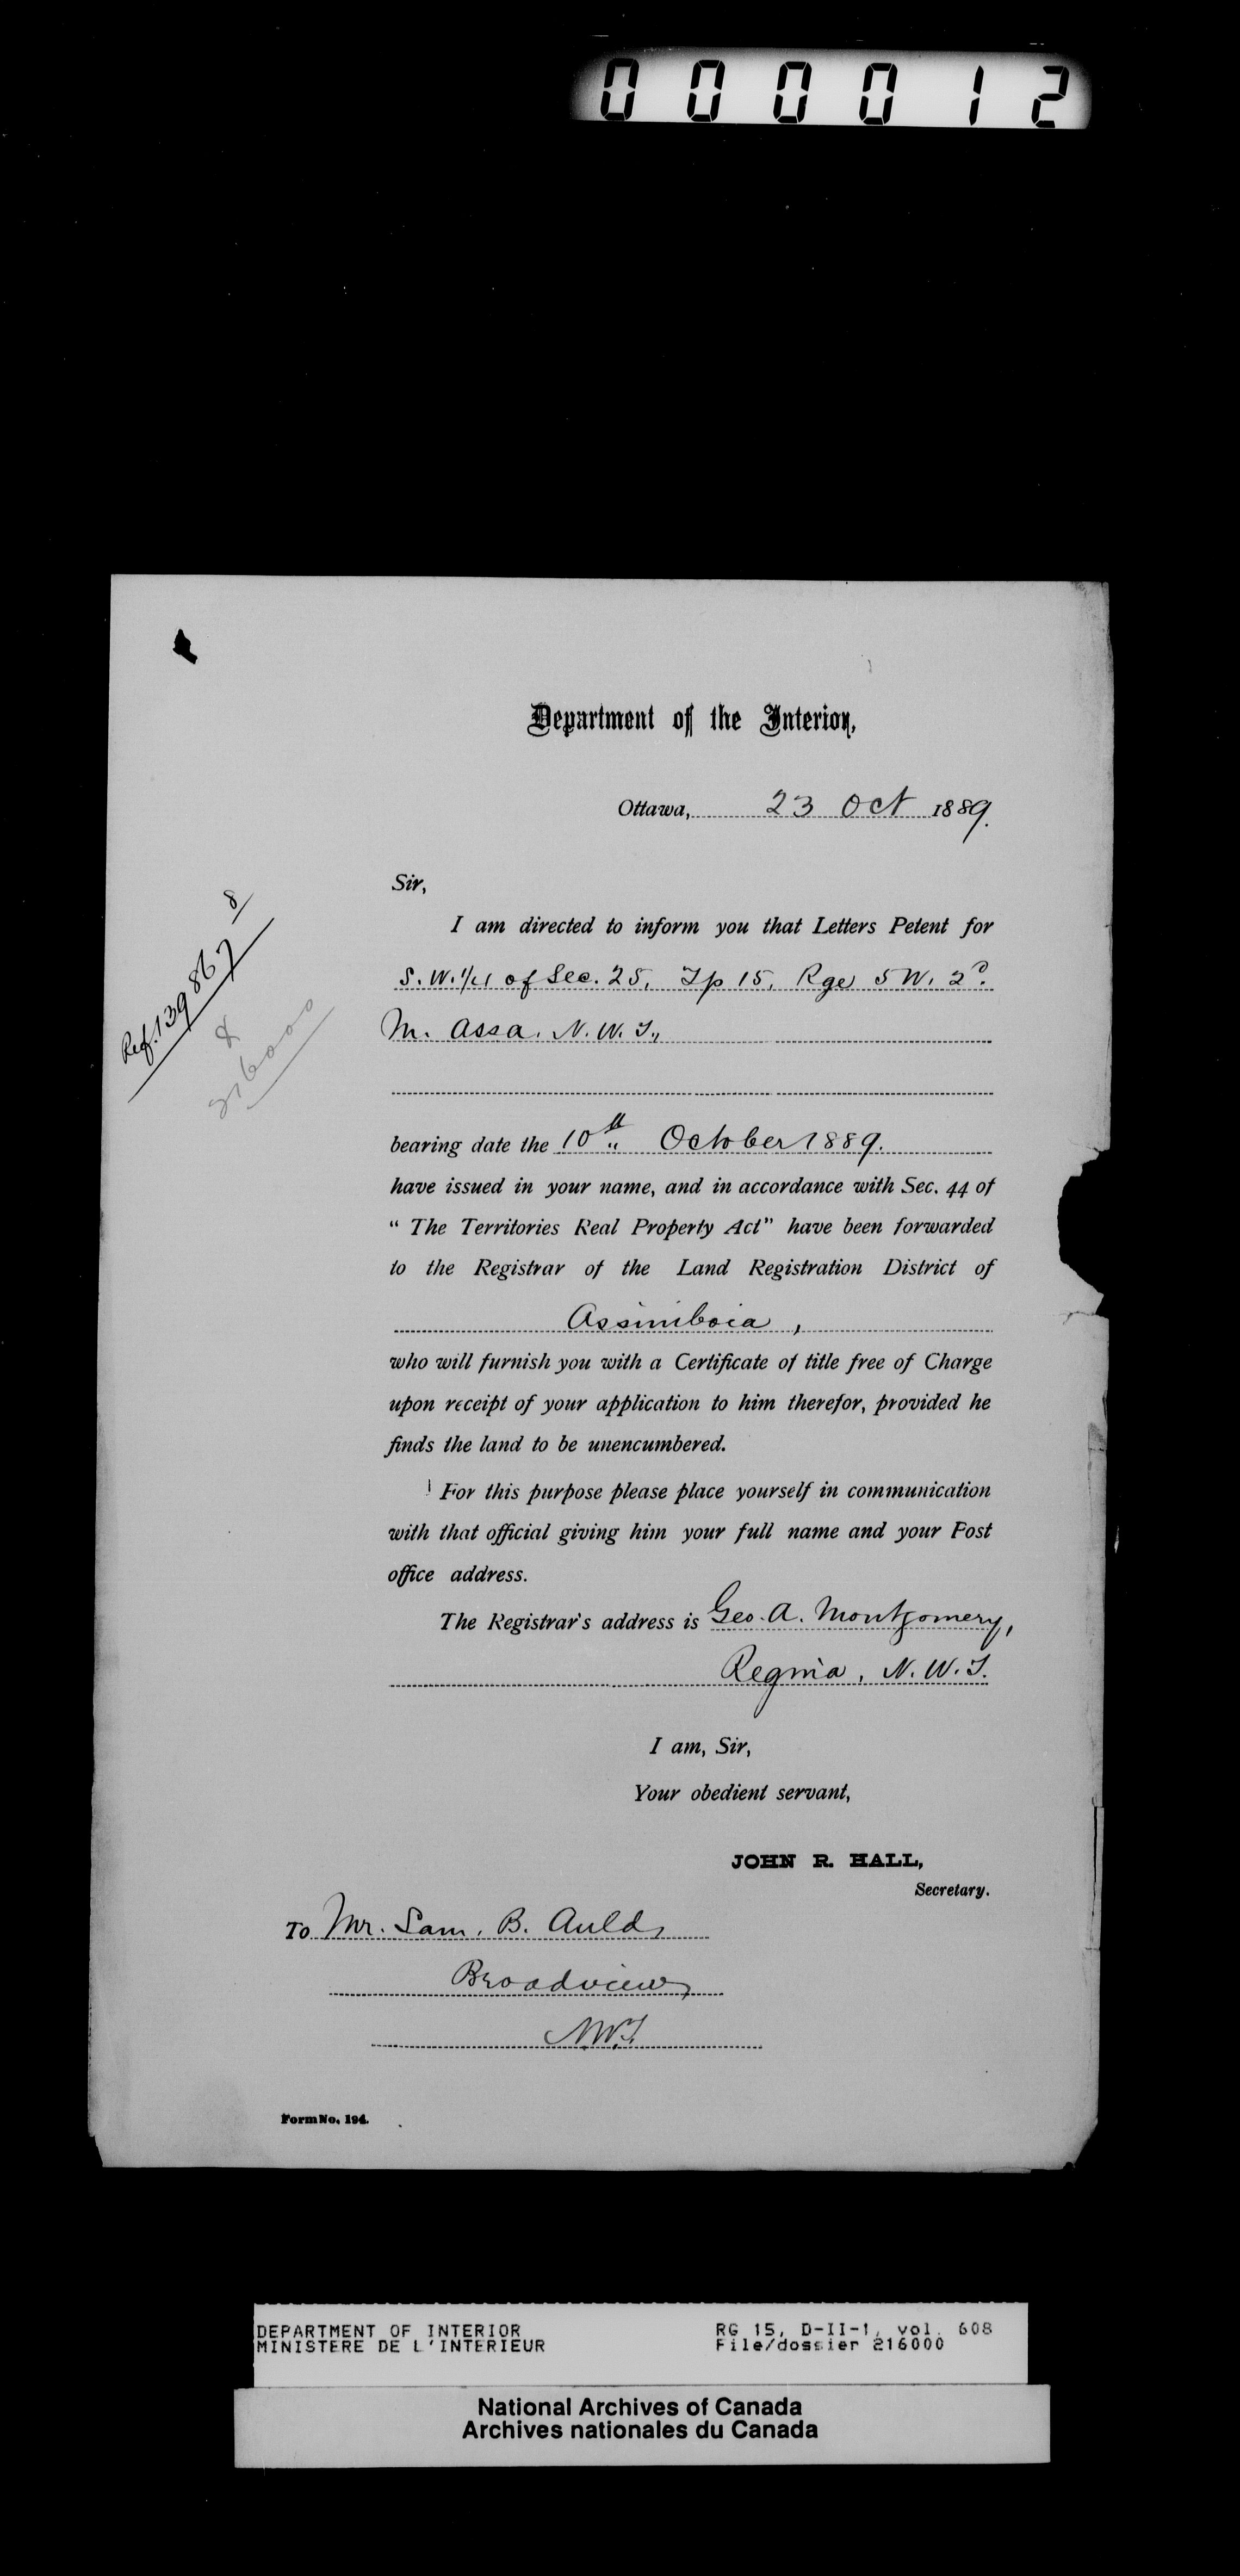 000012
Department of the Interior,
Ottawa, 23 Oct 1889.
Sir,
I am directed to inform you that Letters Petent for
S. W. 1/4 of Sec. 25, Tp 15, Rge 5 W. 2d.
M. Assa. N. W. T.,
Ref. 139867 8
&
216000
bearing date the 10th October 1889.
have issued in your name, and in accordance with Sec. 44 of
“ The Territories Real Property Act” have been forwarded
to the Registrar of the Land Registration District of
Assiniboia ,
who will furnish you with a Certificate of title free of Charge
upon receipt of your application to him therefor, provided he
finds the land to be unencumbered.
For this purpose please place yourself in communication
with that official giving him your full name and your Post
office address.
The Registrar's address is Geo. A. Montgomery,
Regina, N. W. T.
I am, Sir,
Your obedient servant,
JOHN R. HALL,
Secretary.
To Mr. Sam. B. Auld,
Broadview,
N.W.T.
Form No. 194.
DEPARTMENT OF INTERIOR RG 15, D-II-1, vol. 608
MINISTERE DE L'INTERIEUR File/dossier 216000
National Archives of Canada
Archives nationales du Canada